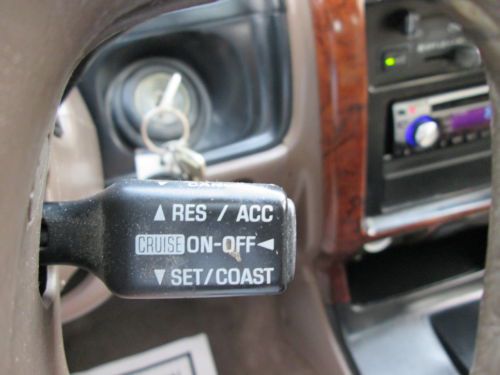 ▲ RES / ACC
CRUISE ON-OFF ◄
▼ SET/COAST